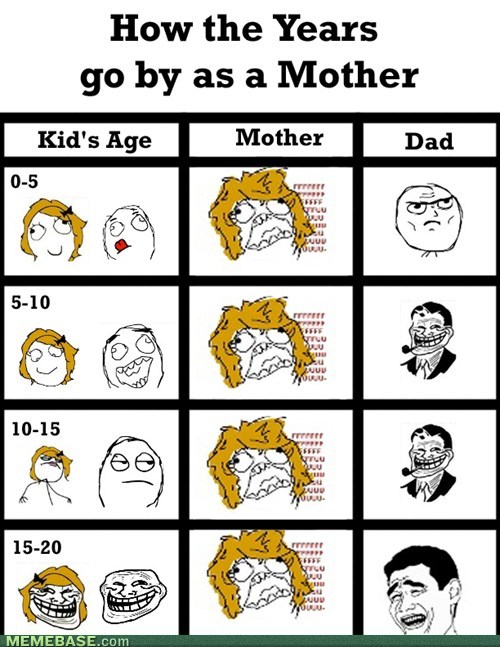 How the Years
go by as a Mother
Kid's Age Mother Dad
0-5
5-10
10-15
15-20
MEMEBASE.com